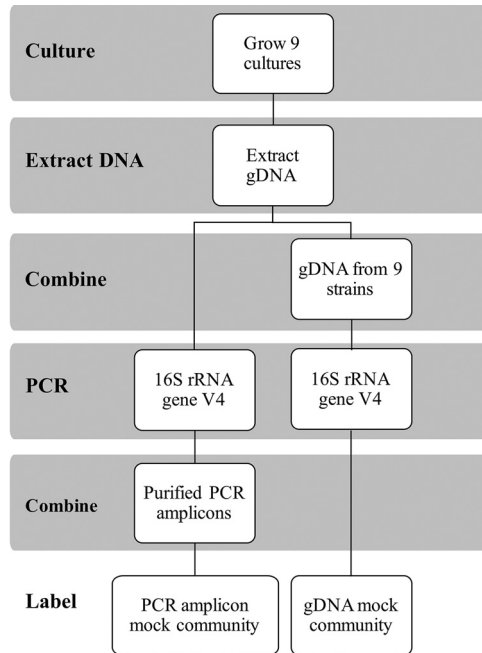 Culture
Grow 9
cultures
Extract DNA
Extract
gDNA
Combine
gDNA from 9
strains
PCR
16S rRNA
gene V4
16S rRNA
gene V4
Combine
Purified PCR
amplicons
Label
PCR amplicon
mock community
gDNA mock
community